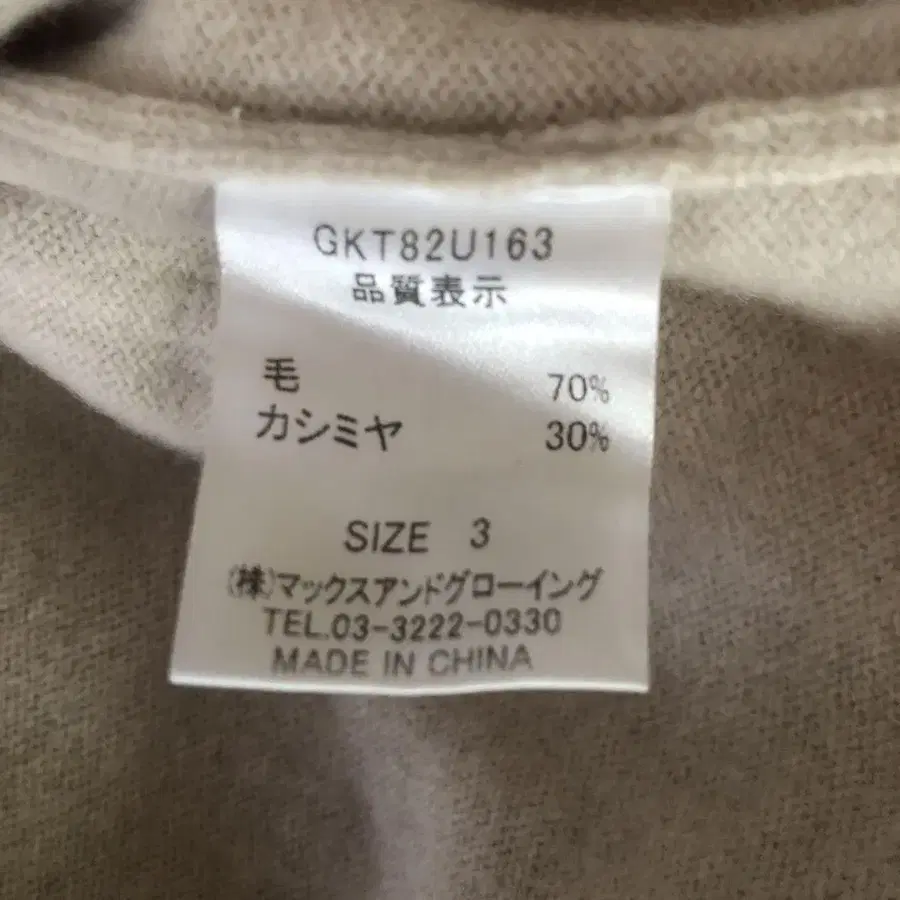 GKT82U163
品質表示
毛 70%
カシミヤ 30%
SIZE 3
(株)マックスアンドグローイング
TEL.03-3222-0330
MADE IN CHINA